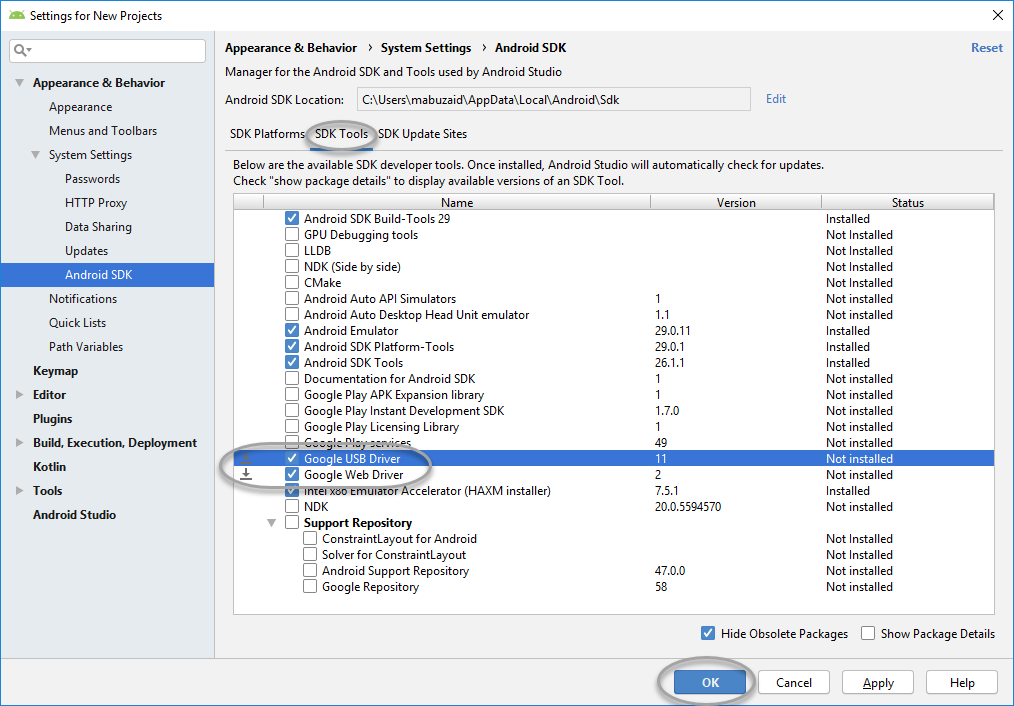 Settings for New Projects
Appearance & Behavior
Appearance
Menus and Toolbars
System Settings
Passwords
HTTP Proxy
Data Sharing
Updates
Android SDK
Notifications
Quick Lists
Path Variables
Keymap
Editor
Plugins
Build, Execution, Deployment
Kotlin
Tools
Android Studio
Appearance & Behavior › System Settings › Android SDK Reset
Manager for the Android SDK and Tools used by Android Studio
Android SDK Location: C:\Users\mabuzaid\AppData\Local\Android\Sdk Edit
SDK Platforms SDK Tools SDK Update Sites
Below are the available SDK developer tools. Once installed, Android Studio will automatically check for updates.
Check "show package details" to display available versions of an SDK Tool.
Name Version Status
Android SDK Build-Tools 29 Installed
GPU Debugging tools Not Installed
LLDB Not Installed
NDK (Side by side) Not Installed
CMake Not Installed
Android Auto API Simulators 1 Not installed
Android Auto Desktop Head Unit emulator 1.1 Not installed
Android Emulator 29.0.11 Installed
Android SDK Platform-Tools 29.0.1 Installed
Android SDK Tools 26.1.1 Installed
Documentation for Android SDK 1 Not installed
Google Play APK Expansion library 1 Not installed
Google Play Instant Development SDK 1.7.0 Not installed
Google Play Licensing Library 1 Not installed
Google Play services 49 Not installed
Google USB Driver 11 Not installed
Google Web Driver 2 Not installed
Intel x86 Emulator Accelerator (HAXM installer) 7.5.1 Installed
NDK 20.0.5594570 Not installed
Support Repository
ConstraintLayout for Android Not Installed
Solver for ConstraintLayout Not Installed
Android Support Repository 47.0.0 Not installed
Google Repository 58 Not installed
Hide Obsolete Packages Show Package Details
OK Cancel Apply Help